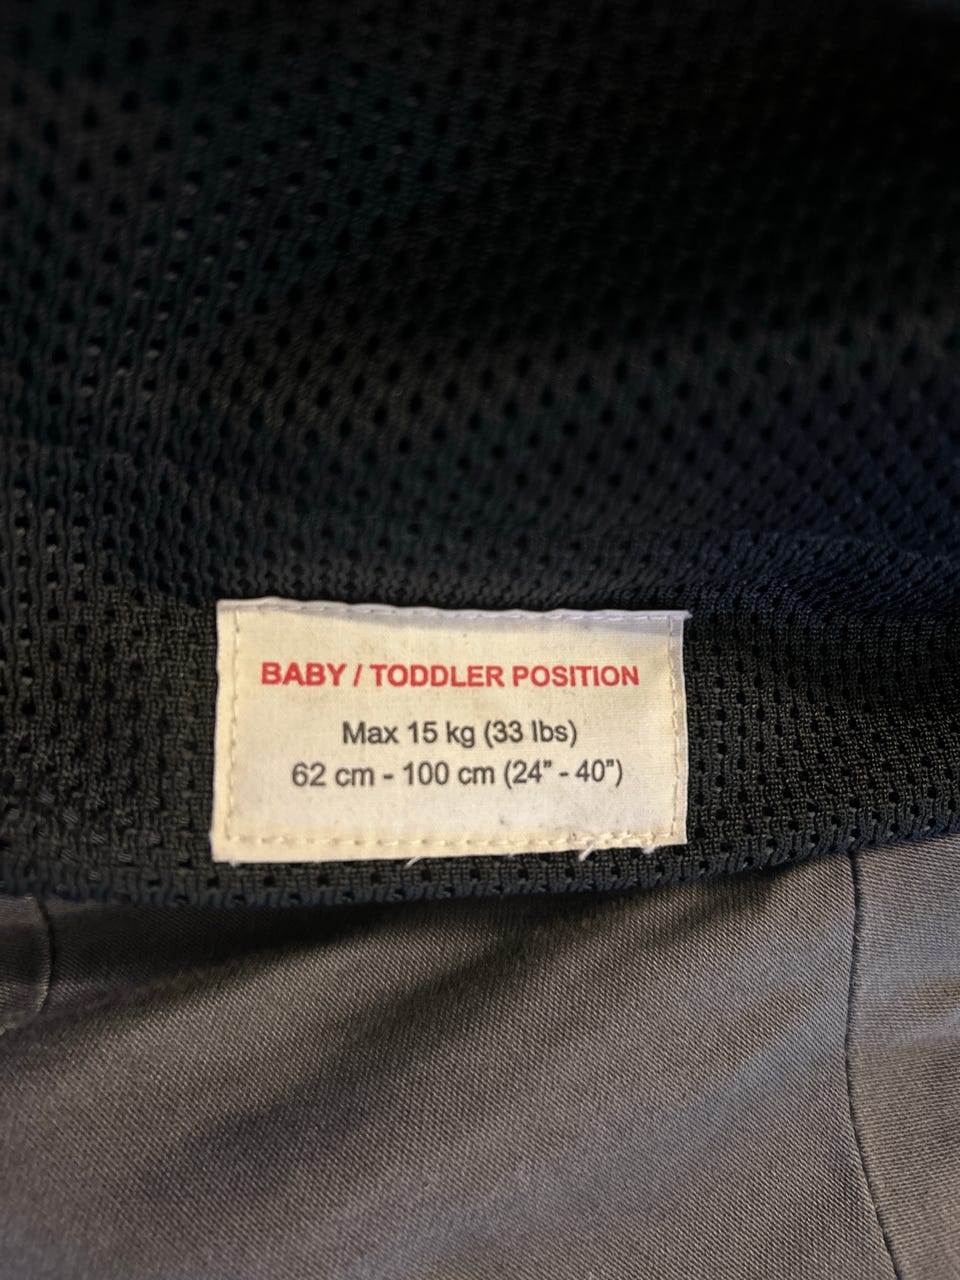 BABY / TODDLER POSITION
Max 15 kg (33 lbs)
62 cm - 100 cm (24” - 40”)